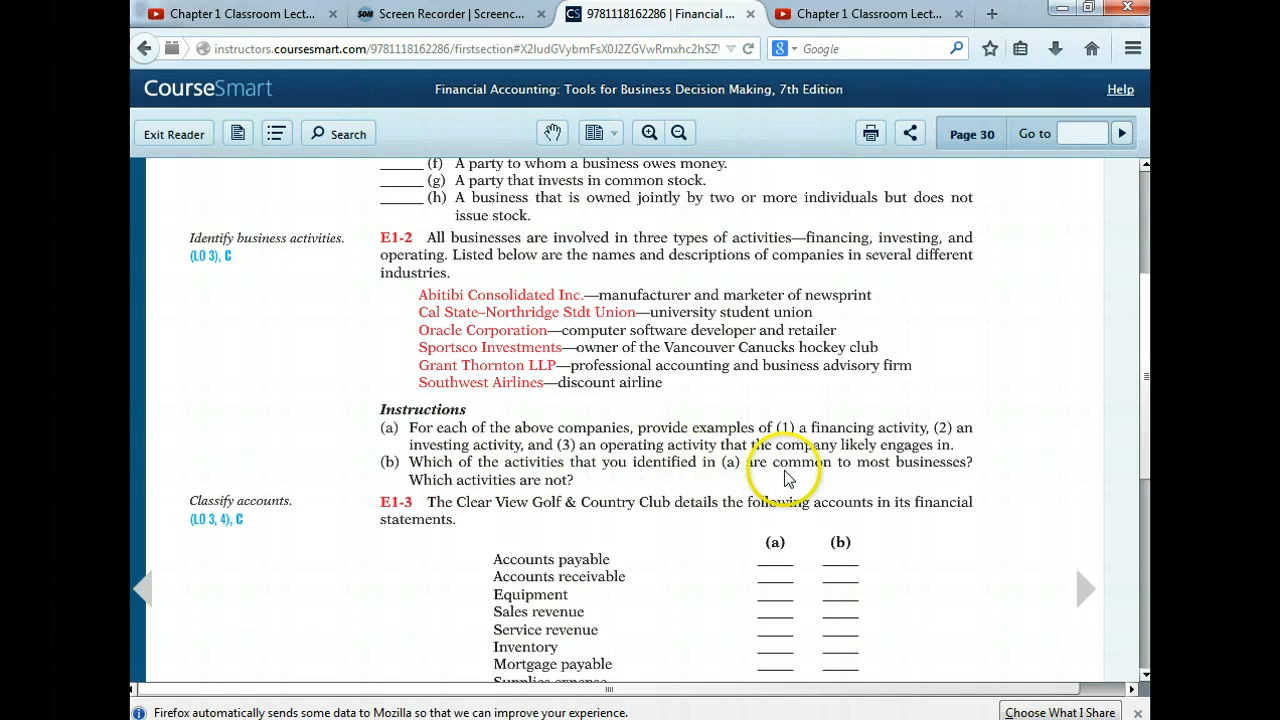 Chapter 1 Classroom Lect... Screen Recorder | Screenc... CS 9781118162286 | Financial ... Chapter 1 Classroom Lect...
instructors.coursesmart.com/9781118162286/firstsection#X2ludGVybmFsX0J2ZGVwRmxhc2h Google
CourseSmart Financial Accounting: Tools for Business Decision Making, 7th Edition Help
Exit Reader Search Page 30 Go to
(f) A party to whom a business owes money.
(g) A party that invests in common stock.
(h) A business that is owned jointly by two or more individuals but does not
issue stock.
Identify business activities.
(LO 3), C
E1-2 All businesses are involved in three types of activities—financing, investing, and
operating. Listed below are the names and descriptions of companies in several different
industries.
Abitibi Consolidated Inc.—manufacturer and marketer of newsprint
Cal State–Northridge Stdt Union—university student union
Oracle Corporation—computer software developer and retailer
Sportsco Investments—owner of the Vancouver Canucks hockey club
Grant Thornton LLP—professional accounting and business advisory firm
Southwest Airlines—discount airline
Instructions
(a) For each of the above companies, provide examples of (1) a financing activity, (2) an
investing activity, and (3) an operating activity that the company likely engages in.
(b) Which of the activities that you identified in (a) are common to most businesses?
Which activities are not?
Classify accounts.
(LO 3, 4), C
E1-3 The Clear View Golf & Country Club details the following accounts in its financial
statements.
(a) (b)
Accounts payable
Accounts receivable
Equipment
Sales revenue
Service revenue
Inventory
Mortgage payable
Supplies expense
Firefox automatically sends some data to Mozilla so that we can improve your experience. Choose What I Share